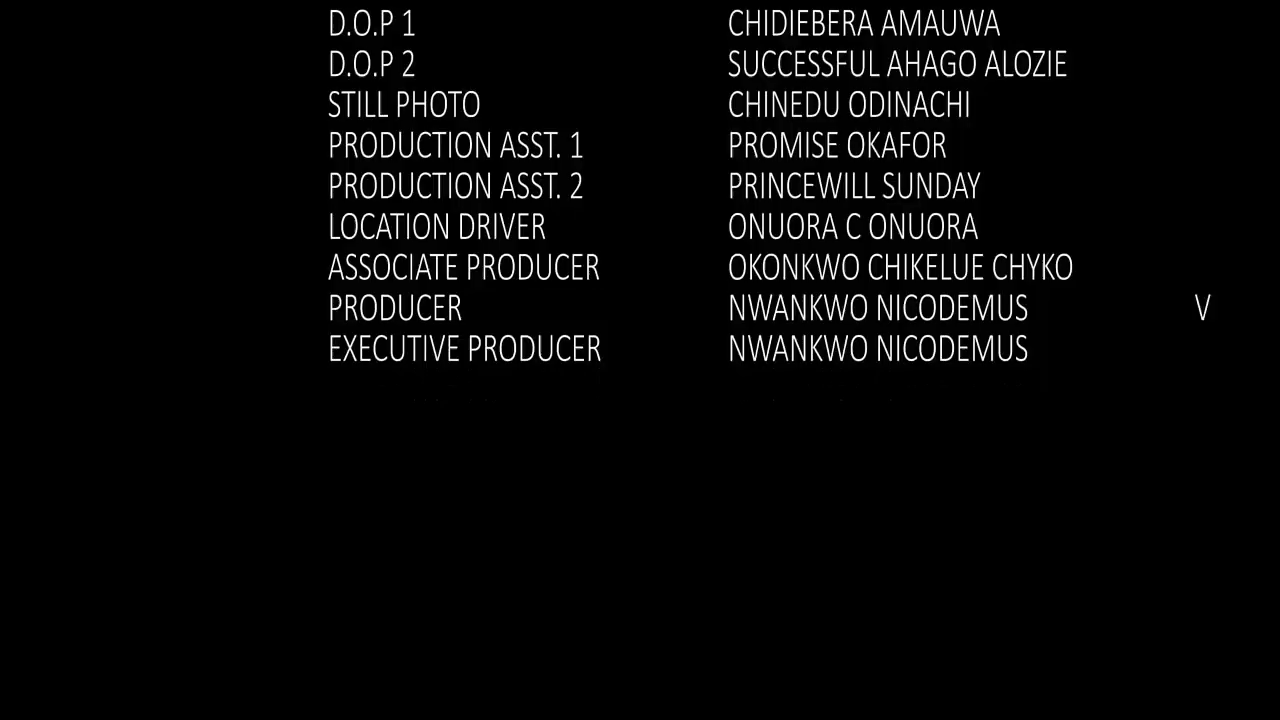 D.O.P 1 CHIDIEBERA AMAUWA
D.O.P 2 SUCCESSFUL AHAGO ALOZIE
STILL PHOTO CHINEDU ODINACHI
PRODUCTION ASST. 1 PROMISE OKAFOR
PRODUCTION ASST. 2 PRINCEWILL SUNDAY
LOCATION DRIVER ONUORA C ONUORA
ASSOCIATE PRODUCER OKONKWO CHIKELUE CHYKO
PRODUCER NWANKWO NICODEMUS V
EXECUTIVE PRODUCER NWANKWO NICODEMUS